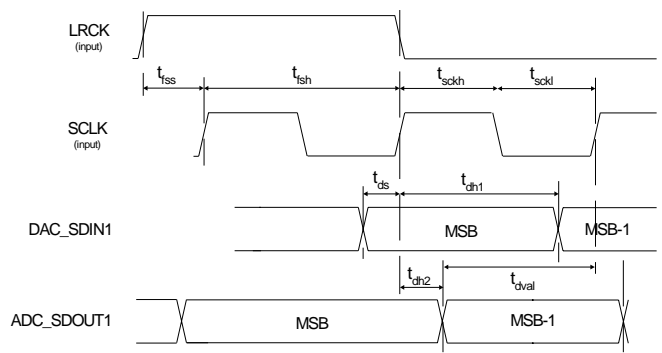 LRCK
(input)
tfss
tfsh
tsckh
tsckl
SCLK
(input)
tds
tdh1
DAC_SDIN1
MSB
MSB-1
tdh2
tdval
ADC_SDOUT1
MSB
MSB-1